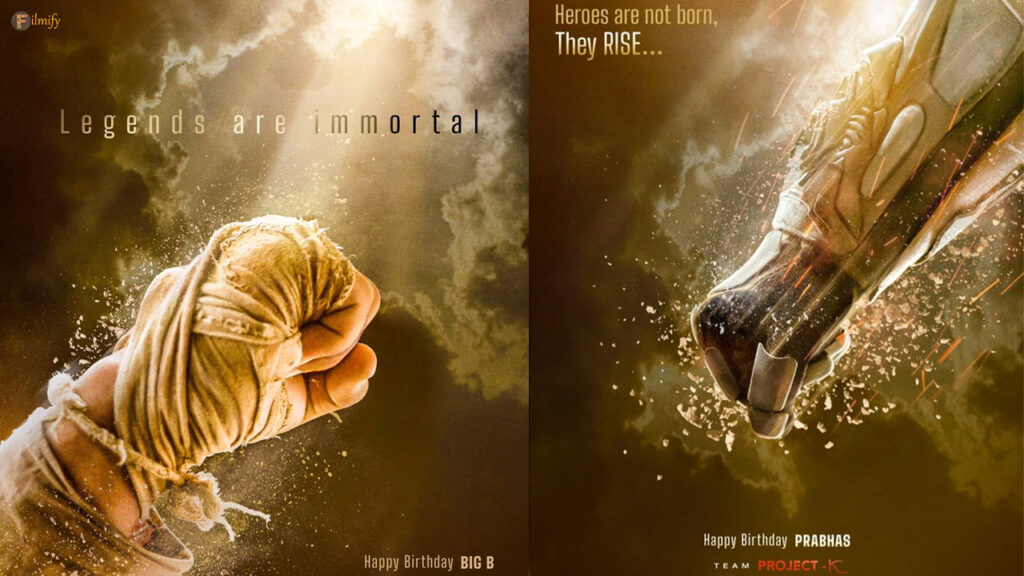 Filmify
Legends are immortal
Happy Birthday BIG B
Heroes are not born,
They RISE...
Happy Birthday PRABHAS
TEAM PROJECT-K